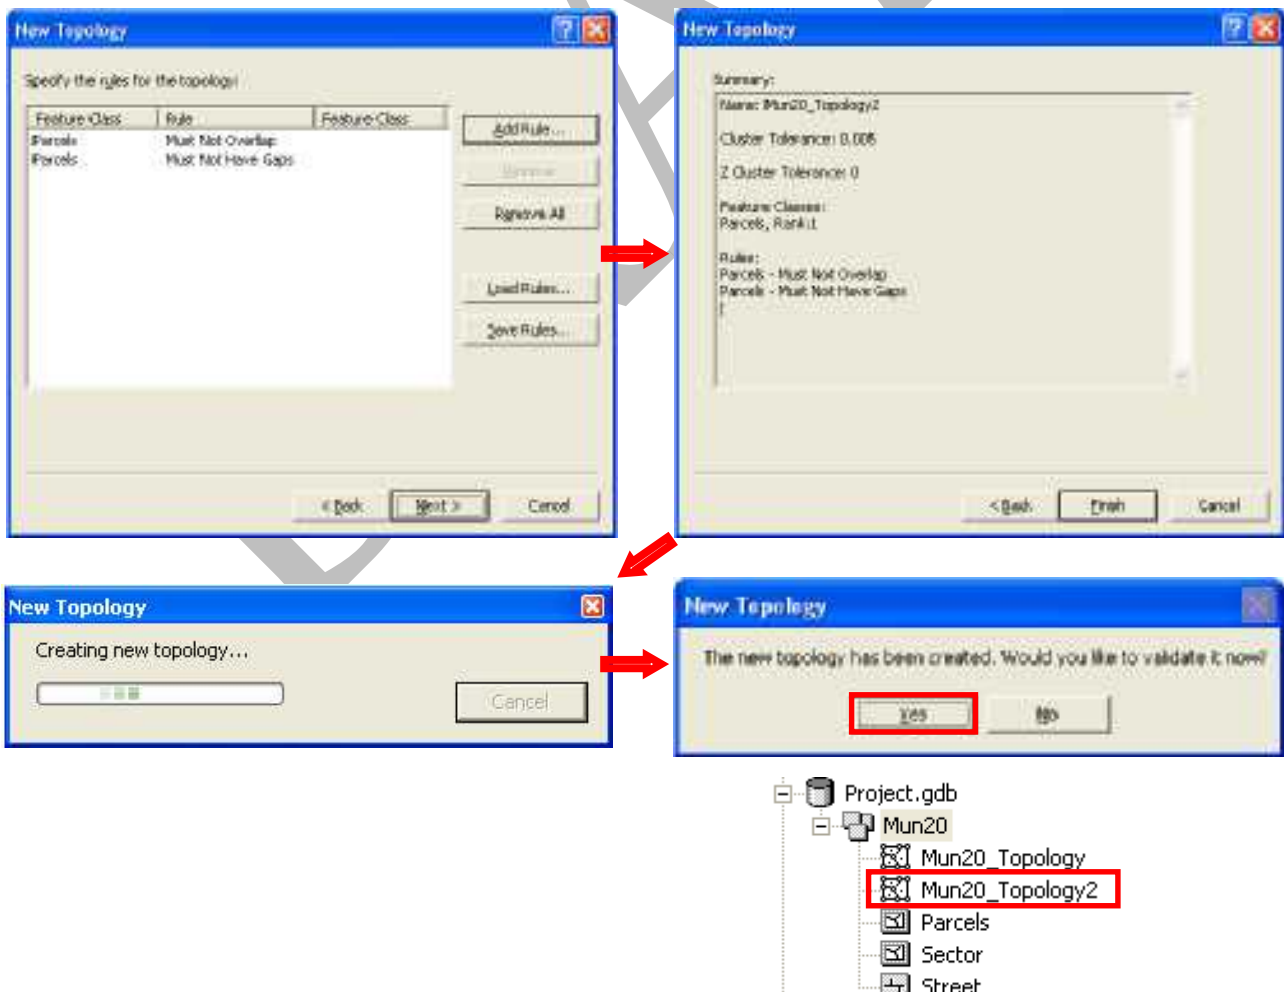 New Topology
Specify the rules for the topology:
Feature Class Rule Feature Class
Parcels Must Not Overlap
Parcels Must Not Have Gaps
Add Rule...
Remove
Remove All
Load Rules...
Save Rules...
< Back Next > Cancel
New Topology
Summary:
Name: Mun20_Topology2
Cluster Tolerance: 0.006
Z Cluster Tolerance: 0
Feature Classes:
Parcels, Rank:1
Rules:
Parcels - Must Not Overlap
Parcels - Must Not Have Gaps
< Back Finish Cancel
New Topology
Creating new topology...
Cancel
New Topology
The new topology has been created. Would you like to validate it now?
Yes No
Project.gdb
Mun20
Mun20_Topology
Mun20_Topology2
Parcels
Sector
Street